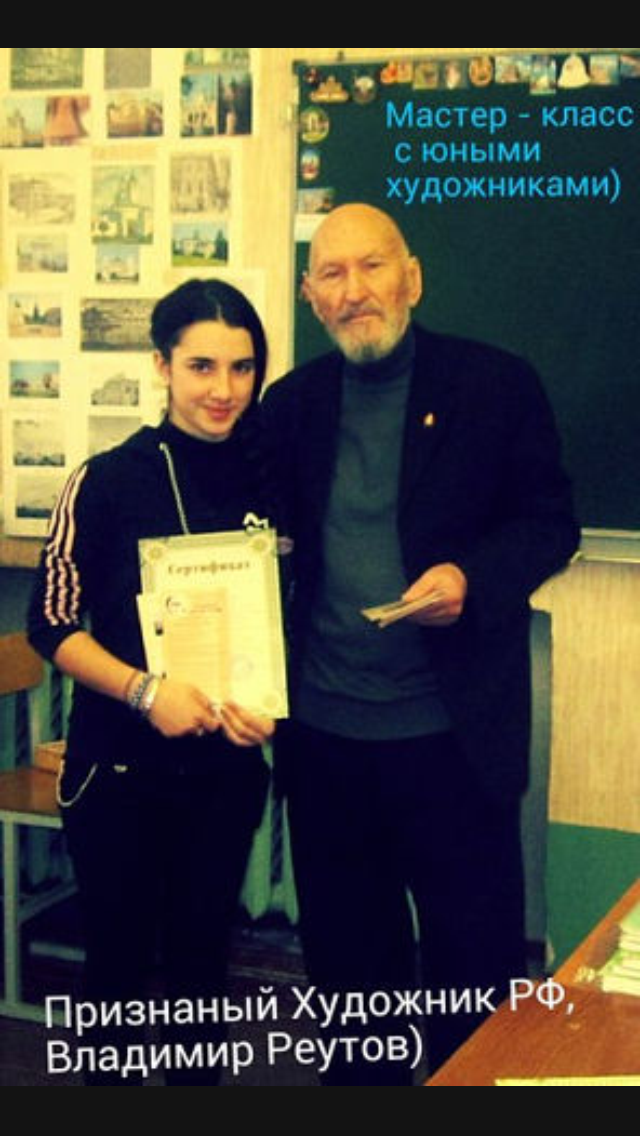 Мастер - класс
с юными
художниками)
Сертификат
Признаный Художник РФ,
Владимир Реутов)